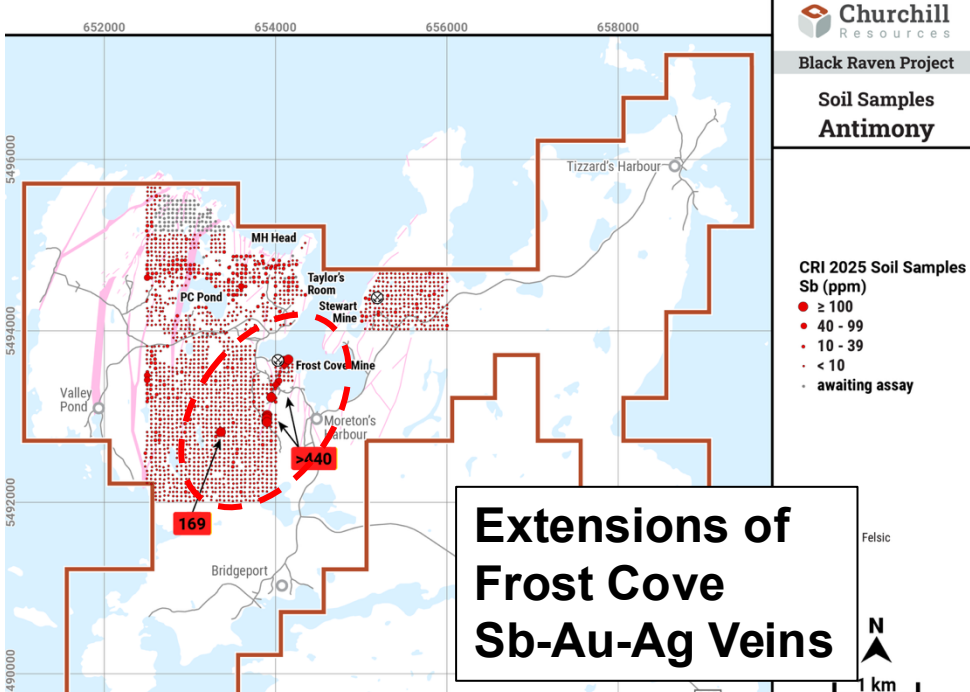 652000
654000
656000
658000
5496000
5494000
5492000
490000
Churchill
Resources
Black Raven Project
Soil Samples
Antimony
CRI 2025 Soil Samples
Sb (ppm)
≥ 100
40 - 99
10 - 39
< 10
awaiting assay
Tizzard's Harbour
MH Head
Taylor's
Room
PC Pond
Stewart
Mine
Frost Cove Mine
Valley
Pond
Moreton's
Harbour
>440
169
Bridgeport
Extensions of
Frost Cove
Sb-Au-Ag Veins
Felsic
N
1 km